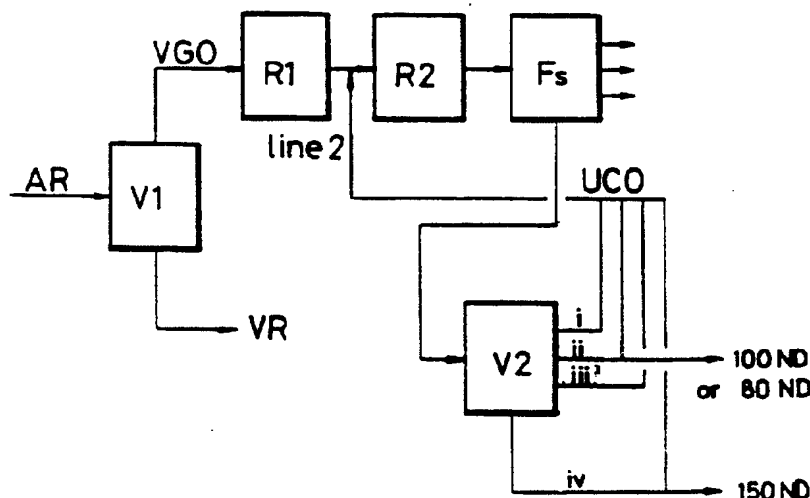 VGO
R1
R2
Fs
line 2
AR
V1
UCO
VR
V2
i
ii
iii
iv
100 ND
or 80 ND
150 ND